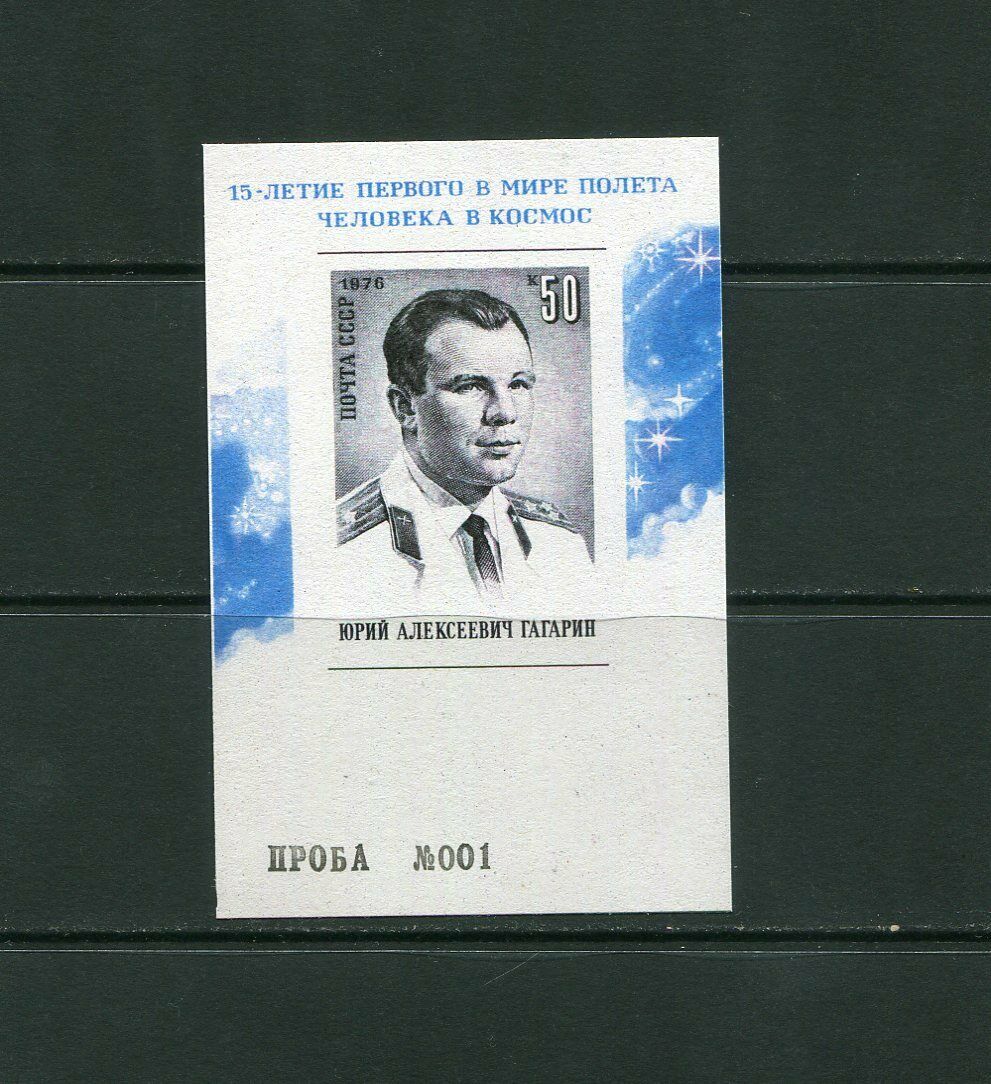 15-ЛЕТИЕ ПЕРВОГО В МИРЕ ПОЛЕТА
ЧЕЛОВЕКА В КОСМОС
1976
К 50
ПОЧТА СССР
ЮРИЙ АЛЕКСЕЕВИЧ ГАГАРИН
ПРОБА №001